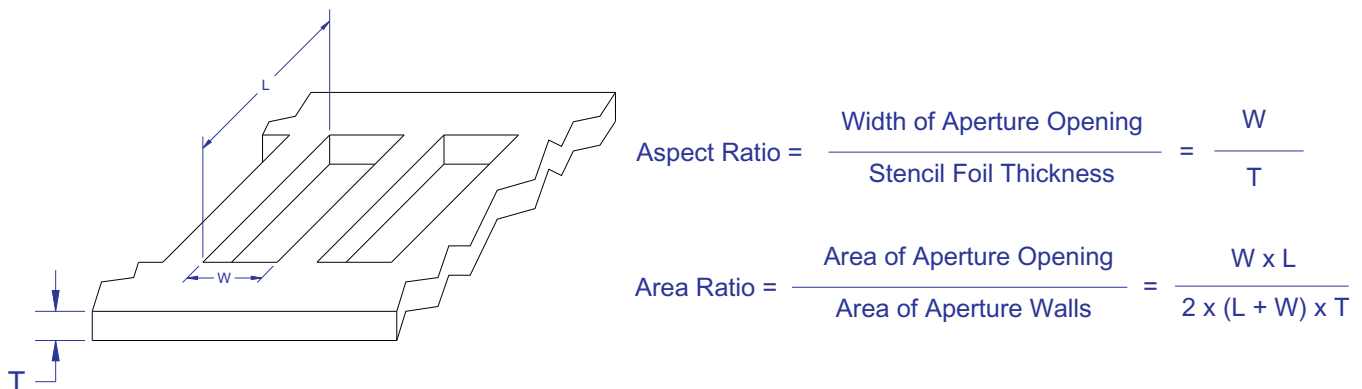 L
W
T
Aspect Ratio = Width of Aperture Opening / Stencil Foil Thickness = W / T
Area Ratio = Area of Aperture Opening / Area of Aperture Walls = W x L / 2 x (L + W) x T